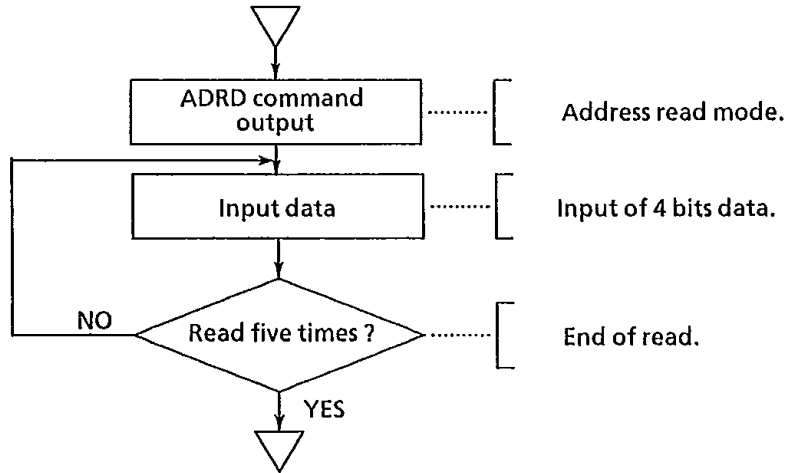 ADRD command
output
Address read mode.
Input data
Input of 4 bits data.
Read five times ?
End of read.
NO
YES